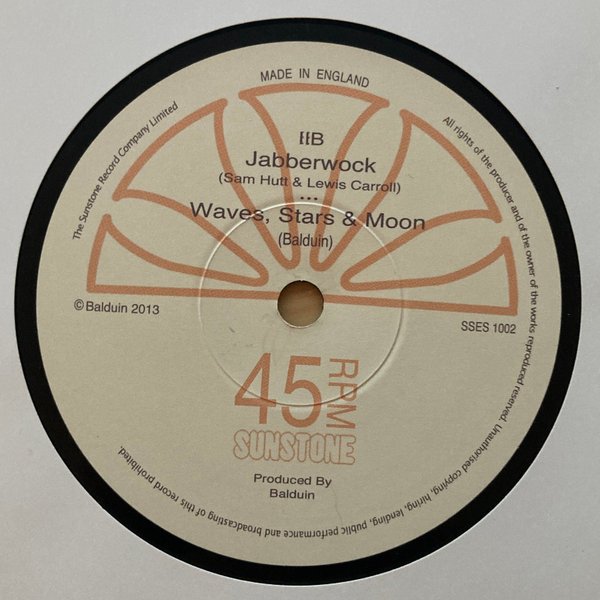 MADE IN ENGLAND
The Sunstone Record Company Limited
All rights of the producer and of the owner of the works reproduced reserved. Unauthorised copying, hiring, lending, public performance and broadcasting of this record prohibited.
IIB
Jabberwock
(Sam Hutt & Lewis Carroll)
...
Waves, Stars & Moon
(Balduin)
© Balduin 2013
SSES 1002
45 RPM
SUNSTONE
Produced By
Balduin